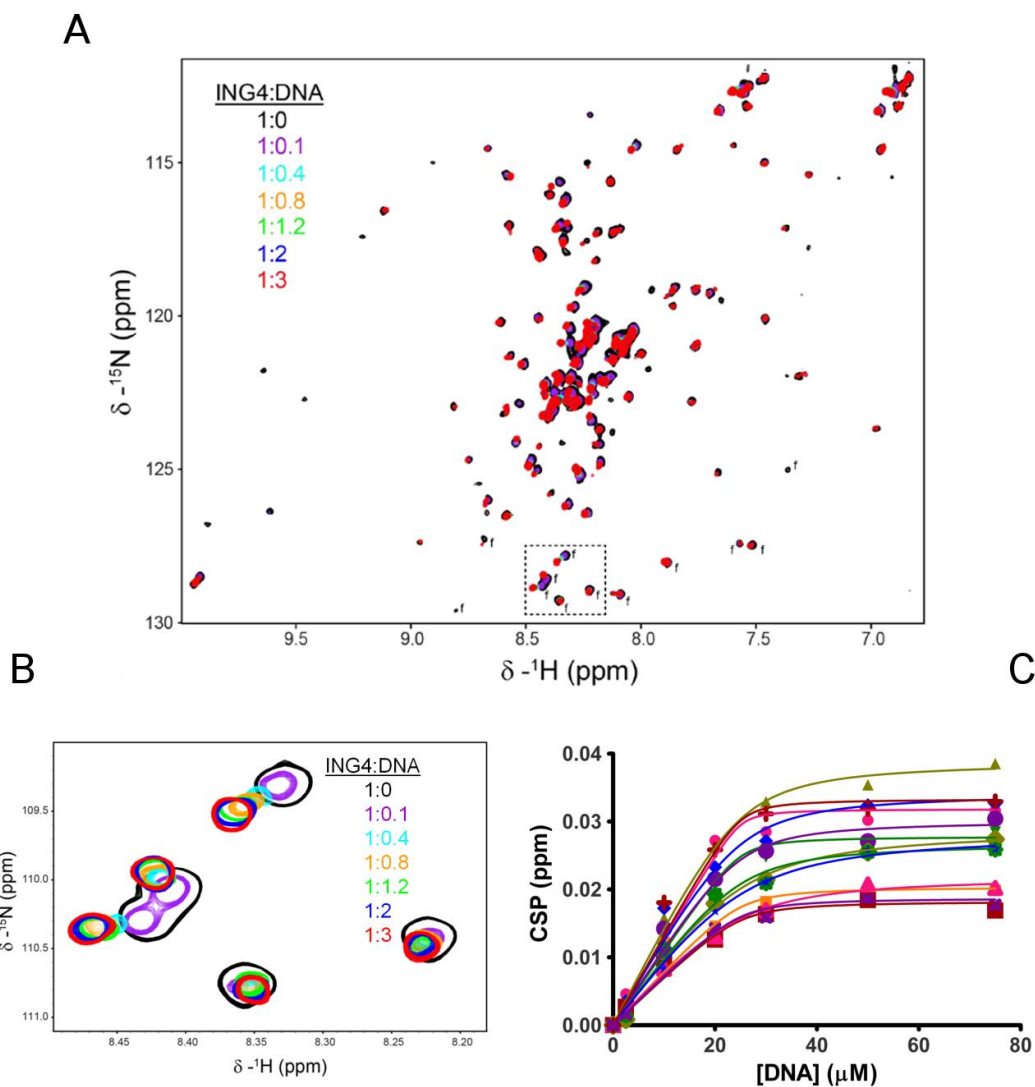 A
ING4:DNA
1:0
1:0.1
1:0.4
1:0.8
1:1.2
1:2
1:3
115
120
125
130
δ -¹⁵N (ppm)
f
f
f
f
f
f
f
f
f
f
f
9.5 9.0 8.5 8.0 7.5 7.0
δ -¹H (ppm)
B
ING4:DNA
1:0
1:0.1
1:0.4
1:0.8
1:1.2
1:2
1:3
109.5
110.0
110.5
111.0
δ -¹⁵N (ppm)
8.45 8.40 8.35 8.30 8.25 8.20
δ -¹H (ppm)
C
0.04
0.03
0.02
0.01
0.00
CSP (ppm)
0 20 40 60 80
[DNA] (μM)